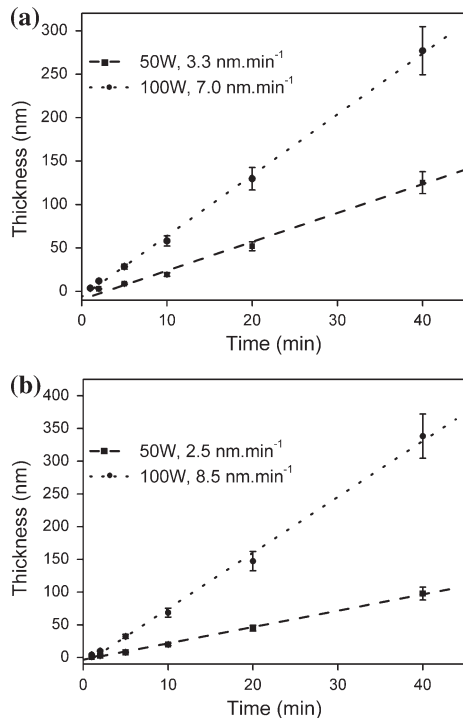 (a)
300
250
200
150
100
50
0
Thickness (nm)
50W, 3.3 nm.min⁻¹
100W, 7.0 nm.min⁻¹
0 10 20 30 40
Time (min)
(b)
400
350
300
250
200
150
100
50
0
Thickness (nm)
50W, 2.5 nm.min⁻¹
100W, 8.5 nm.min⁻¹
0 10 20 30 40
Time (min)